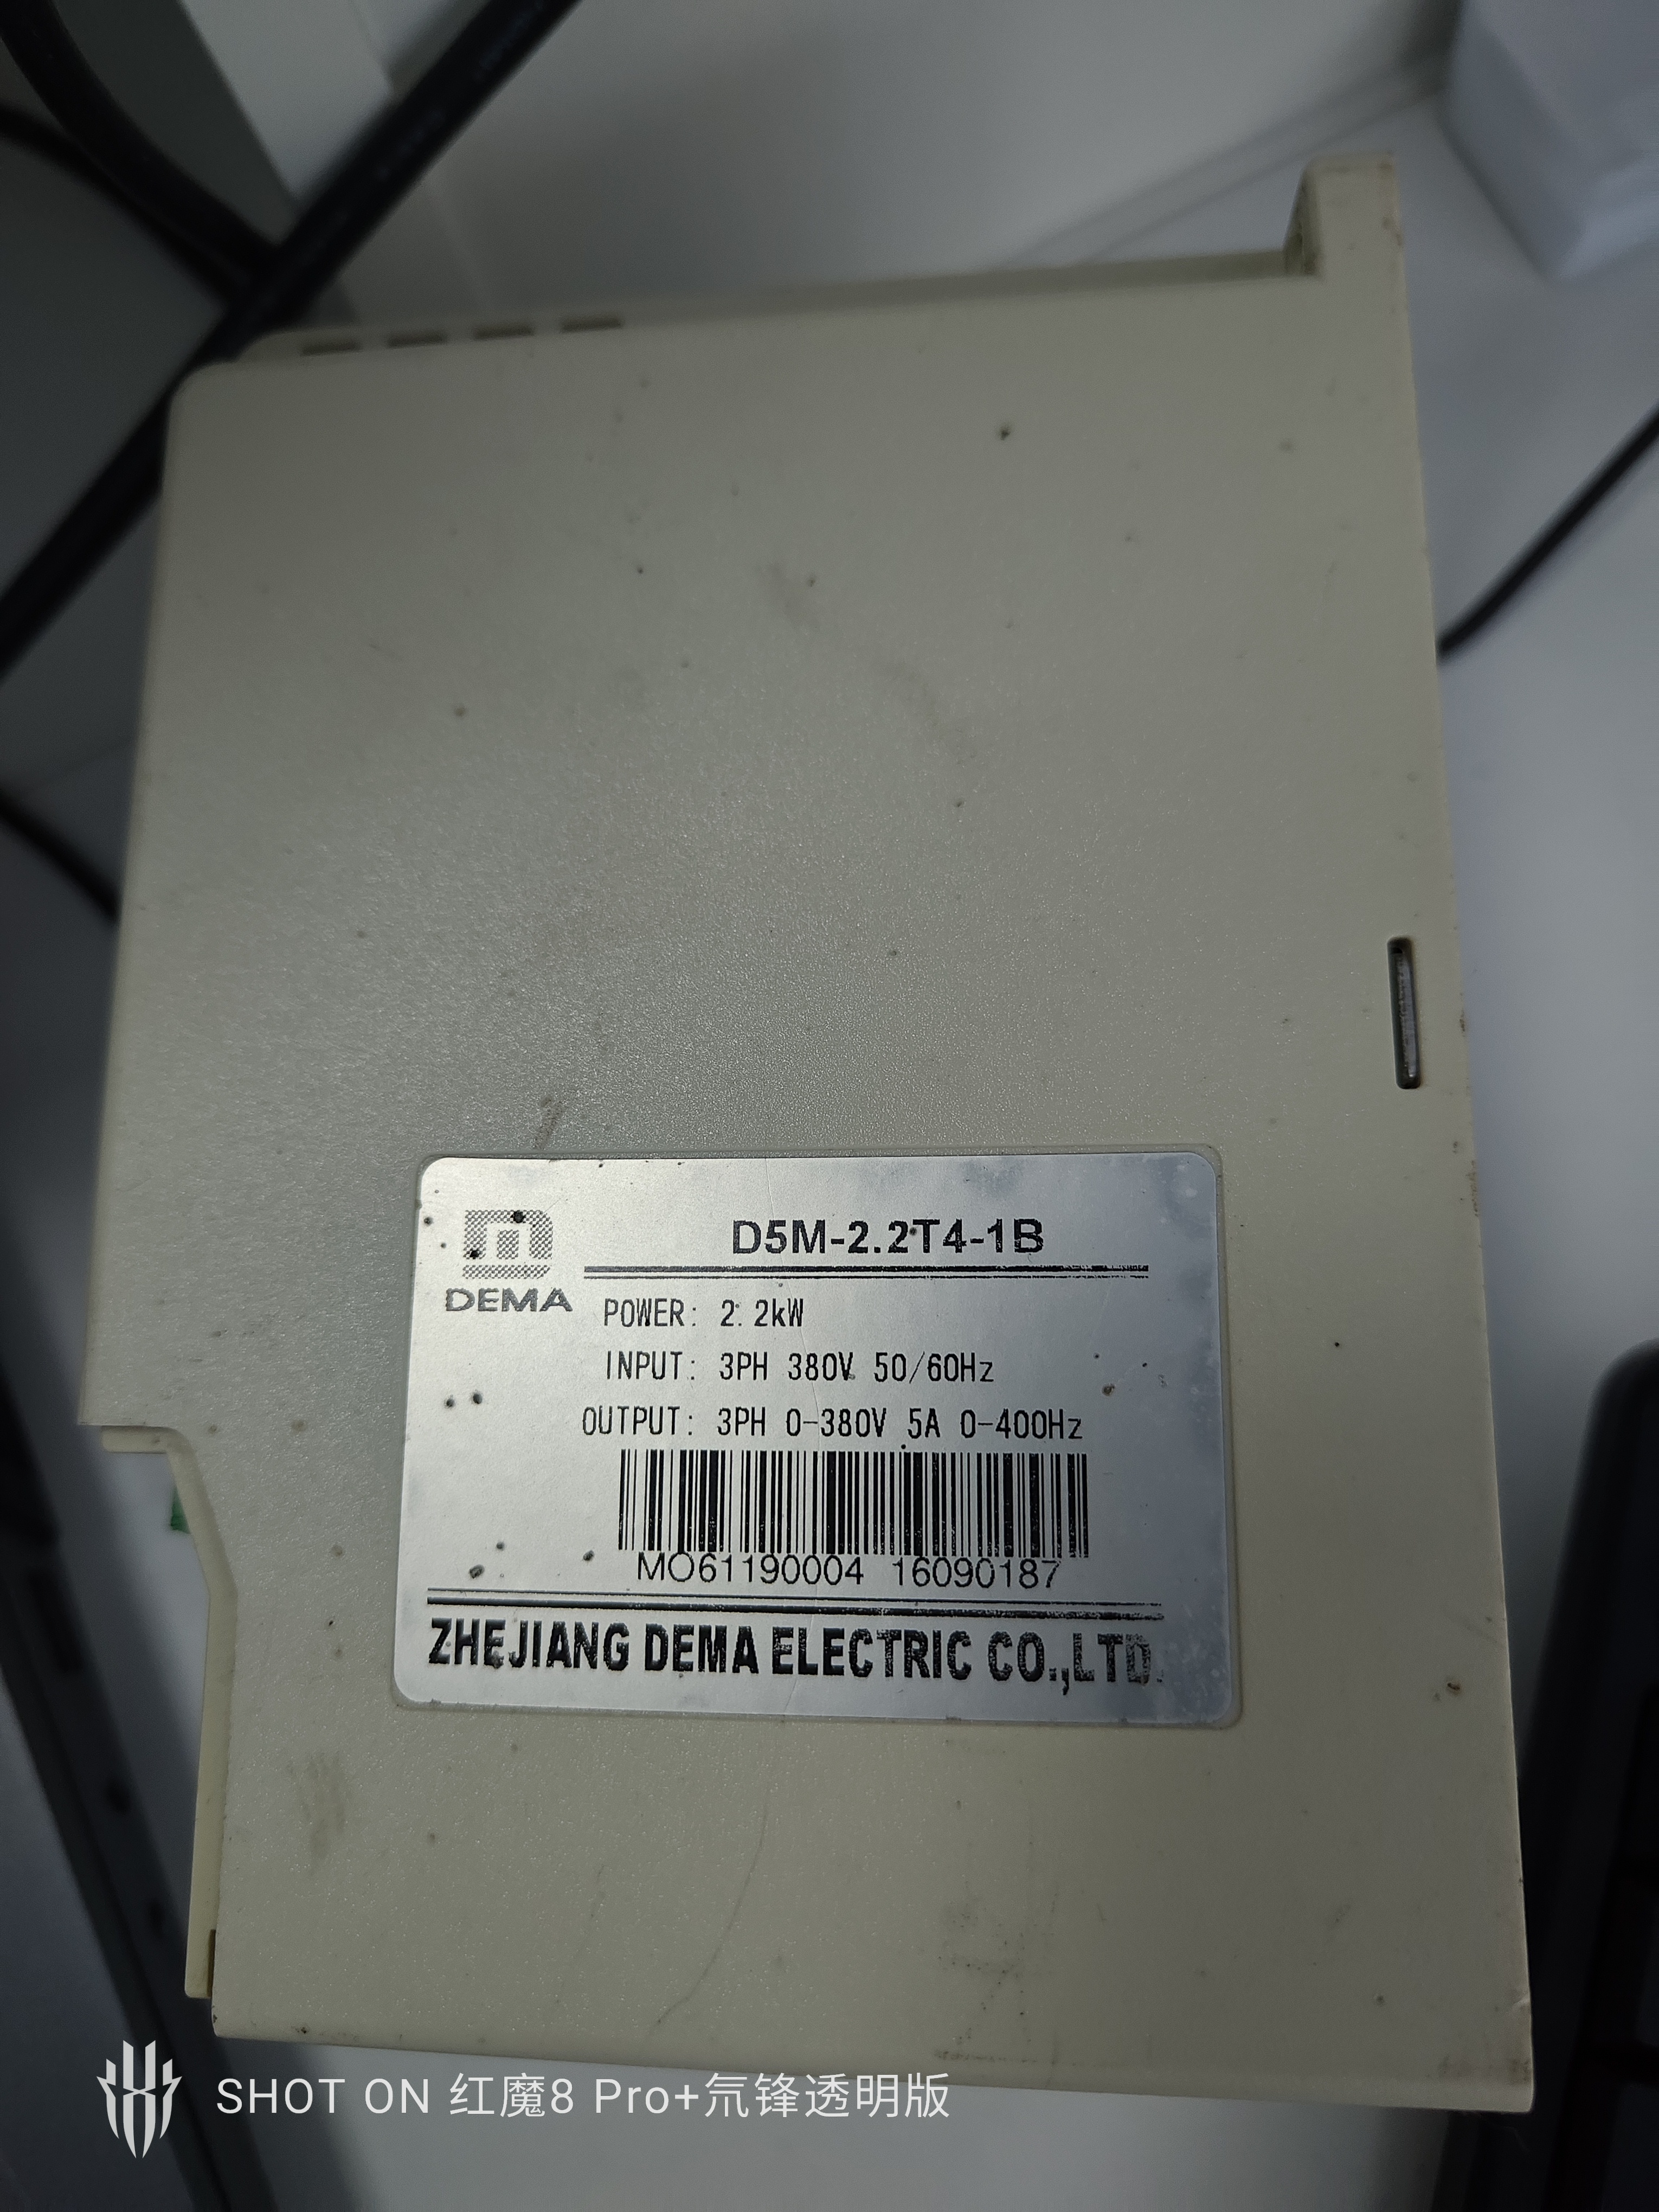 D5M-2.2T4-1B
DEMA
POWER: 2.2kW
INPUT: 3PH 380V 50/60Hz
OUTPUT: 3PH 0-380V 5A 0-400Hz
MO61190004 16090187
ZHEJIANG DEMA ELECTRIC CO.,LTD.
SHOT ON 红魔8 Pro+氘锋透明版